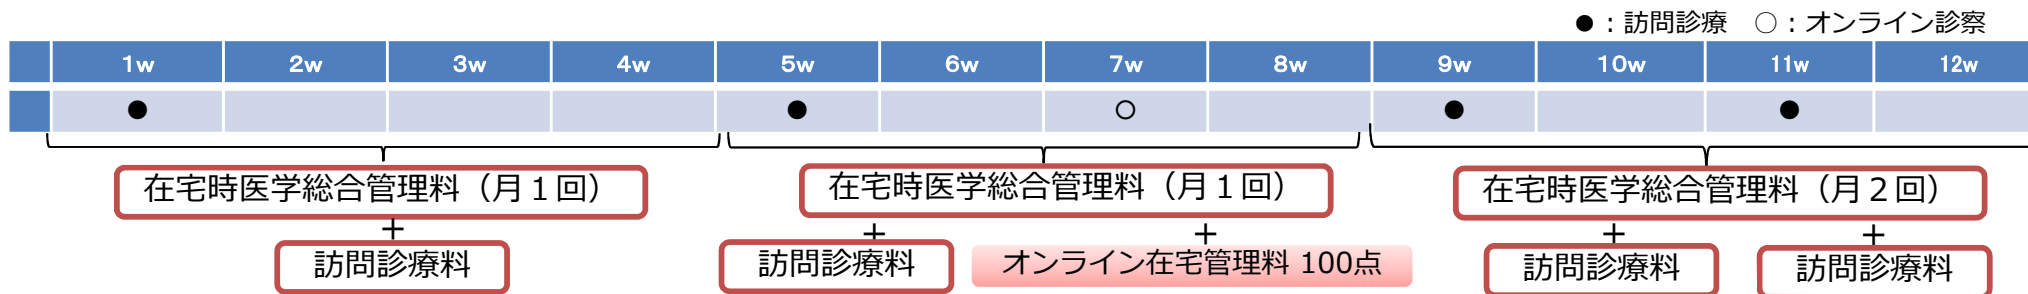 ●：訪問診療　○：オンライン診察
1w 2w 3w 4w 5w 6w 7w 8w 9w 10w 11w 12w
● ● ○ ● ●
在宅時医学総合管理料（月１回） 在宅時医学総合管理料（月１回） 在宅時医学総合管理料（月２回）
＋ ＋ ＋ ＋ ＋
訪問診療料 訪問診療料 オンライン在宅管理料 100点 訪問診療料 訪問診療料